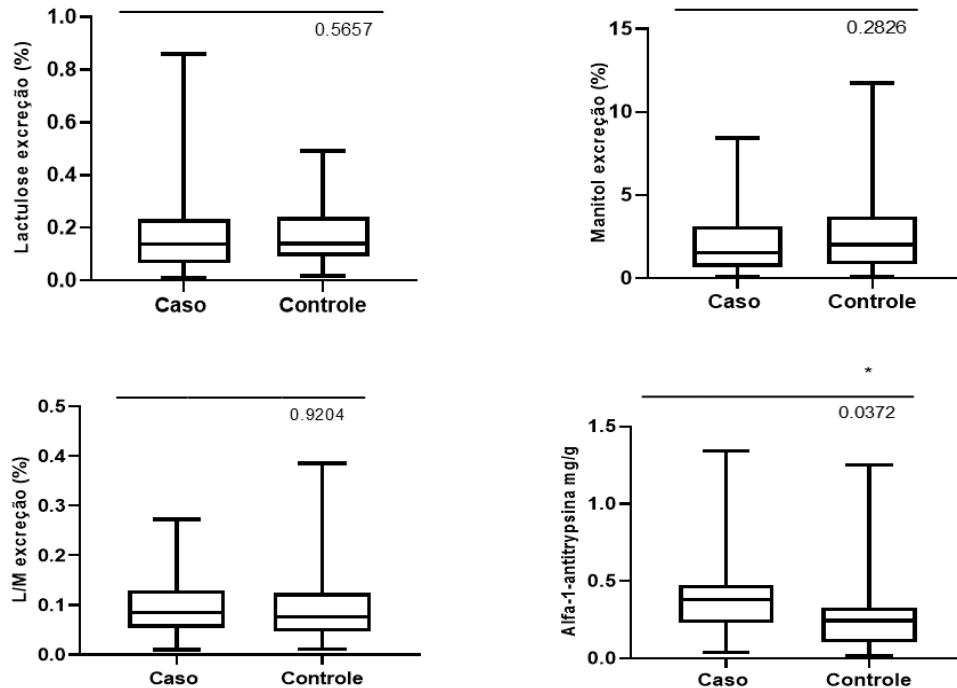 Lactulose excreção (%)
1.0
0.8
0.6
0.4
0.2
0.0
0.5657
Caso
Controle
Manitol excreção (%)
15
10
5
0
0.2826
Caso
Controle
L/M excreção (%)
0.5
0.4
0.3
0.2
0.1
0.0
0.9204
Caso
Controle
Alfa-1-antitrypsina mg/g
1.5
1.0
0.5
0.0
*
0.0372
Caso
Controle